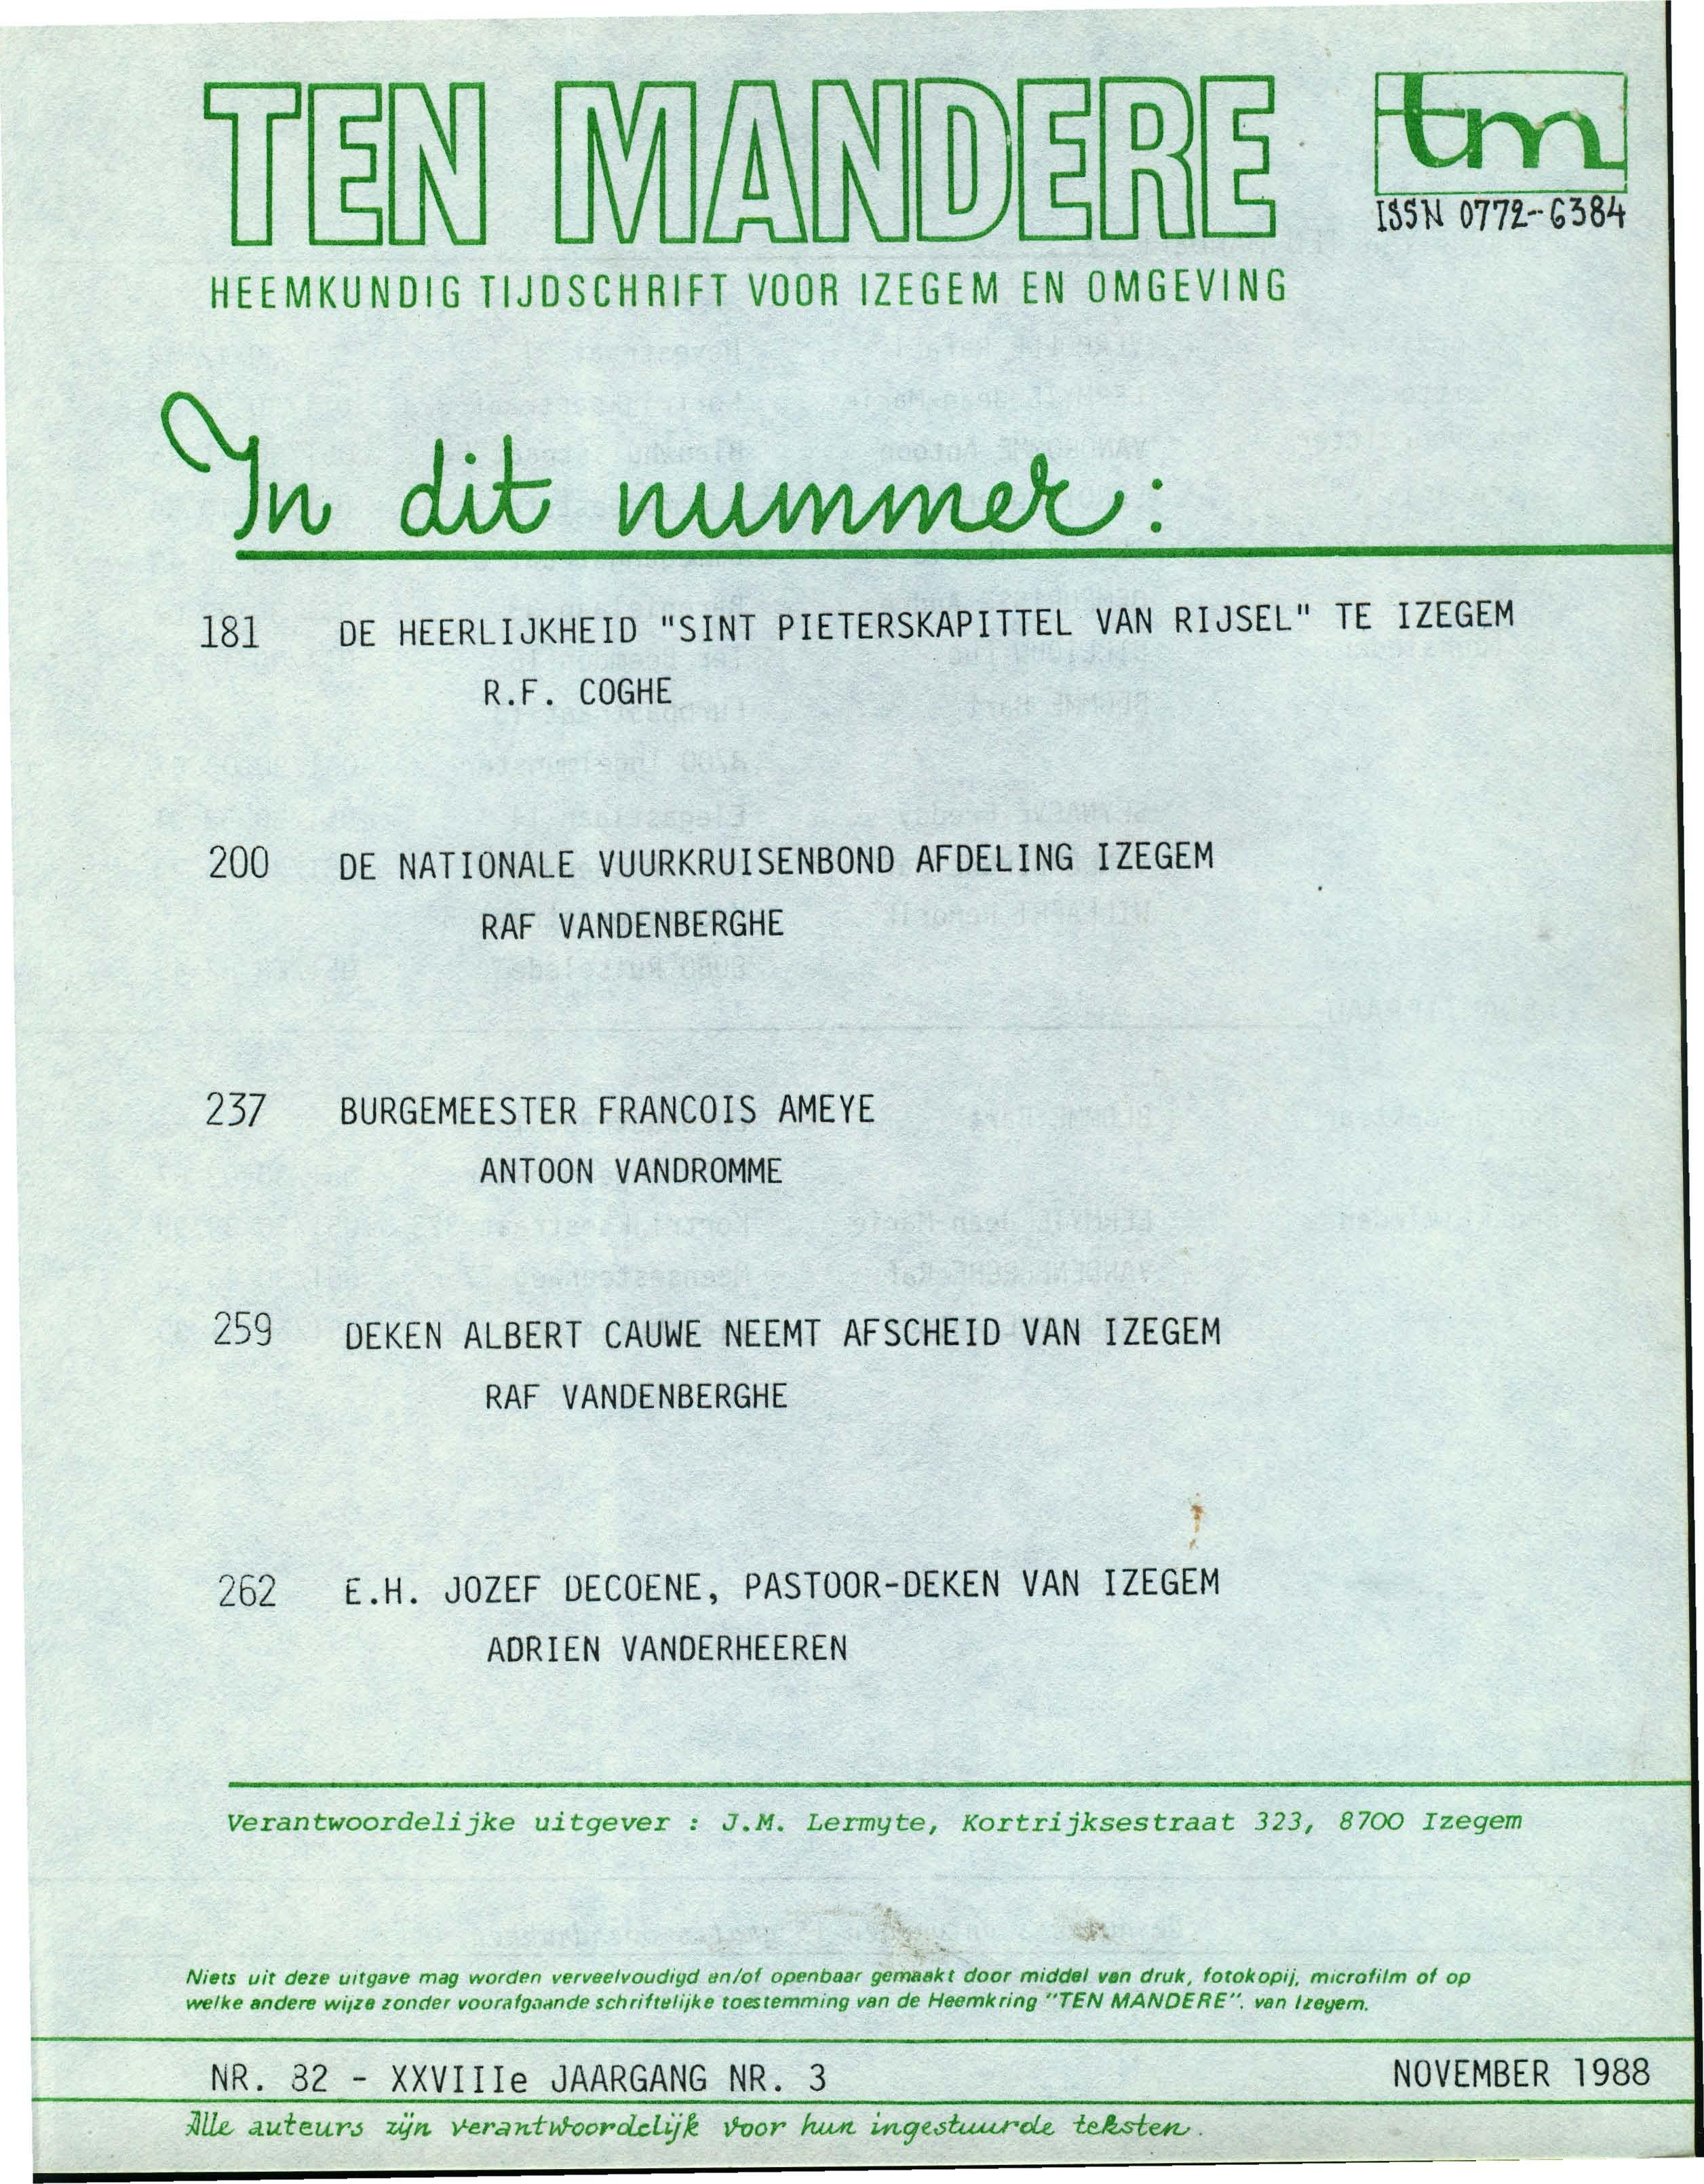 TEN MANDERE
tm
ISSN 0772-6384
HEEMKUNDIG TIJDSCHRIFT VOOR IZEGEM EN OMGEVING
In dit nummer:
181 DE HEERLIJKHEID "SINT PIETERSKAPITTEL VAN RIJSEL" TE IZEGEM
R.F. COGHE
200 DE NATIONALE VUURKRUISENBOND AFDELING IZEGEM
RAF VANDENBERGHE
237 BURGEMEESTER FRANCOIS AMEYE
ANTOON VANDROMME
259 DEKEN ALBERT CAUWE NEEMT AFSCHEID VAN IZEGEM
RAF VANDENBERGHE
262 E.H. JOZEF DECOENE, PASTOOR-DEKEN VAN IZEGEM
ADRIEN VANDERHEEREN
Verantwoordelijke uitgever : J.M. Lermyte, Kortrijksestraat 323, 8700 Izegem
Niets uit deze uitgave mag worden verveelvoudigd en/of openbaar gemaakt door middel van druk, fotokopij, microfilm of op
welke andere wijze zonder voorafgaande schriftelijke toestemming van de Heemkring "TEN MANDERE". van Izegem.
NR. 82 - XXVIIIe JAARGANG NR. 3 NOVEMBER 1988
Alle auteurs zijn verantwoordelijk voor hun ingestuurde teksten.